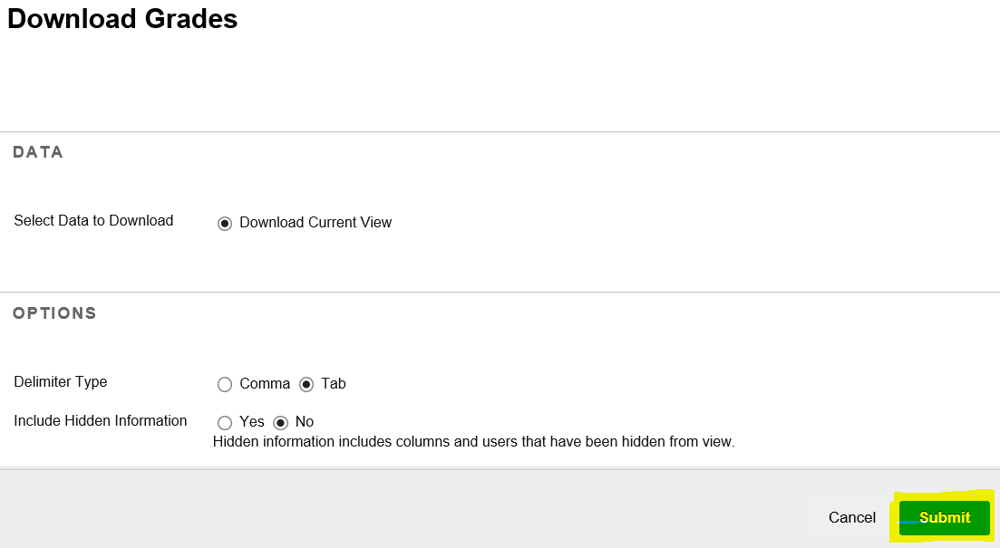 Download Grades
DATA
Select Data to Download Download Current View
OPTIONS
Delimiter Type Comma Tab
Include Hidden Information Yes No
Hidden information includes columns and users that have been hidden from view.
Cancel Submit